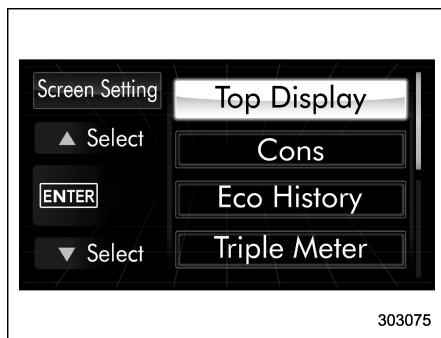 Screen Setting
Top Display
▲ Select
Cons
ENTER
Eco History
▼ Select
Triple Meter
303075